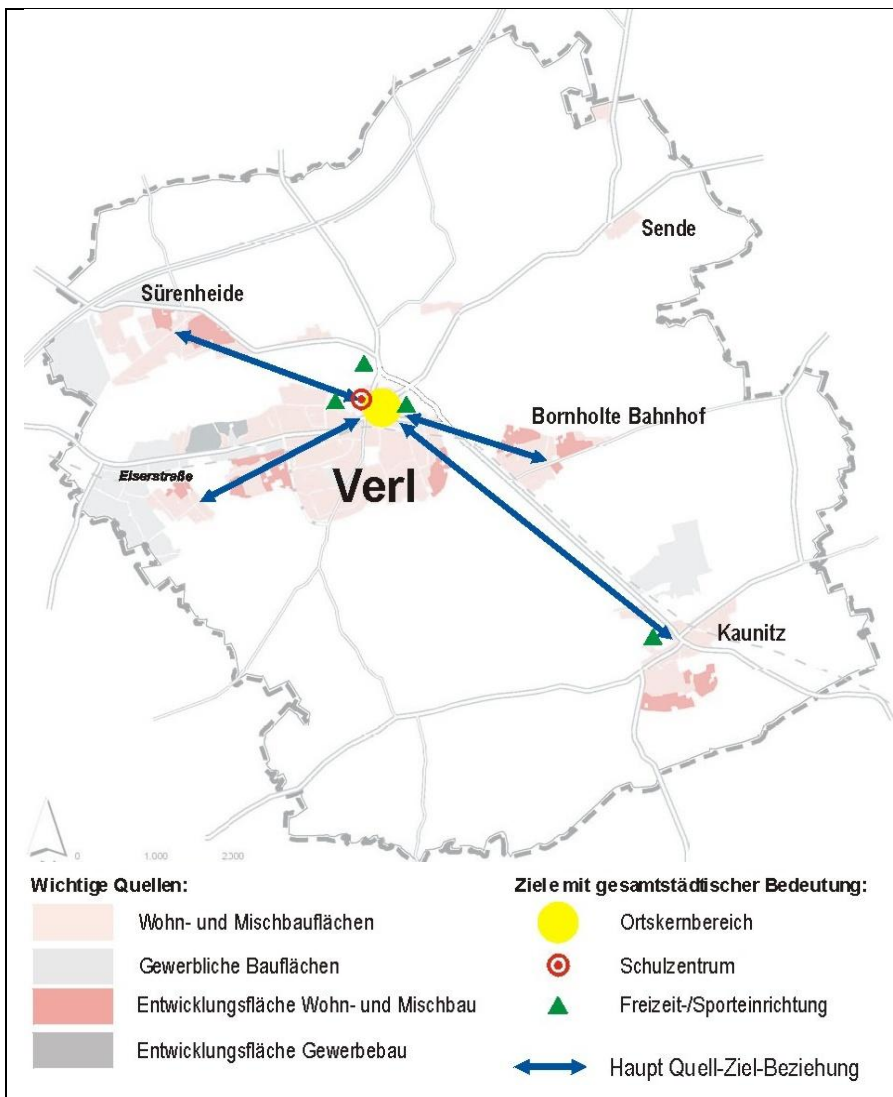 Sende
Sürenheide
Bornholte Bahnhof
Eiserstraße
Verl
Kaunitz
0 1.000 2.000
Wichtige Quellen:
Wohn- und Mischbauflächen
Gewerbliche Bauflächen
Entwicklungsfläche Wohn- und Mischbau
Entwicklungsfläche Gewerbebau
Ziele mit gesamtstädtischer Bedeutung:
Ortskernbereich
Schulzentrum
Freizeit-/Sporteinrichtung
Haupt Quell-Ziel-Beziehung